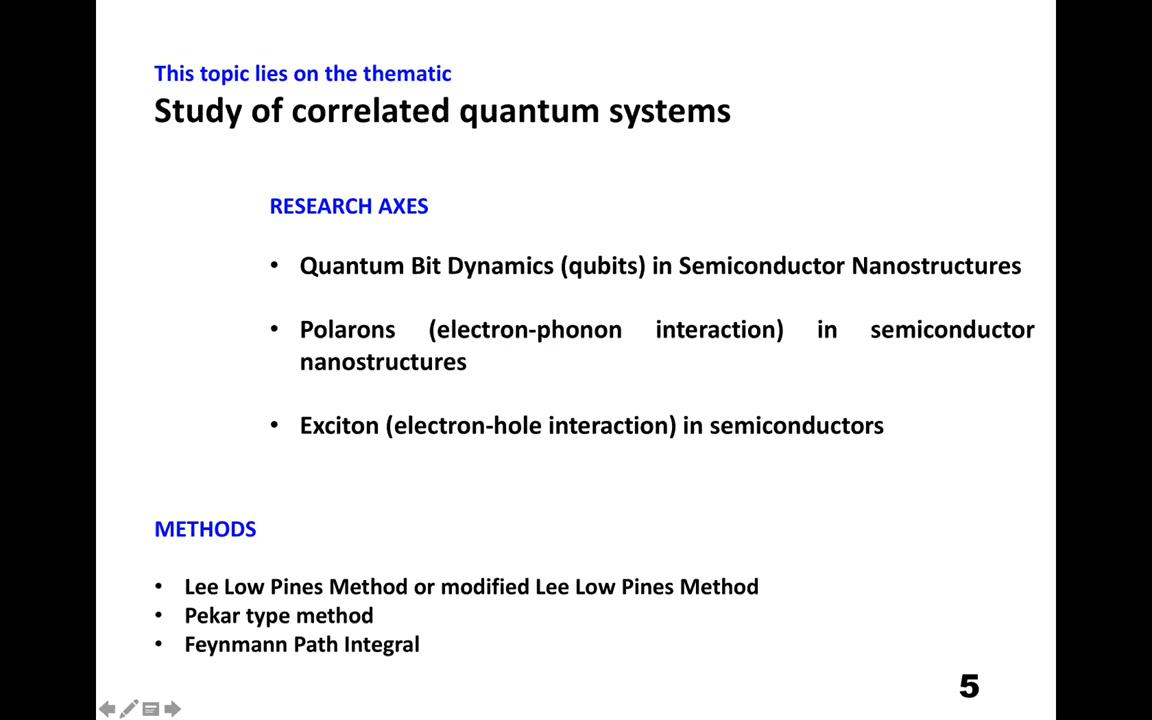 This topic lies on the thematic
Study of correlated quantum systems
RESEARCH AXES
• Quantum Bit Dynamics (qubits) in Semiconductor Nanostructures
• Polarons (electron-phonon interaction) in semiconductor
nanostructures
• Exciton (electron-hole interaction) in semiconductors
METHODS
• Lee Low Pines Method or modified Lee Low Pines Method
• Pekar type method
• Feynmann Path Integral
5